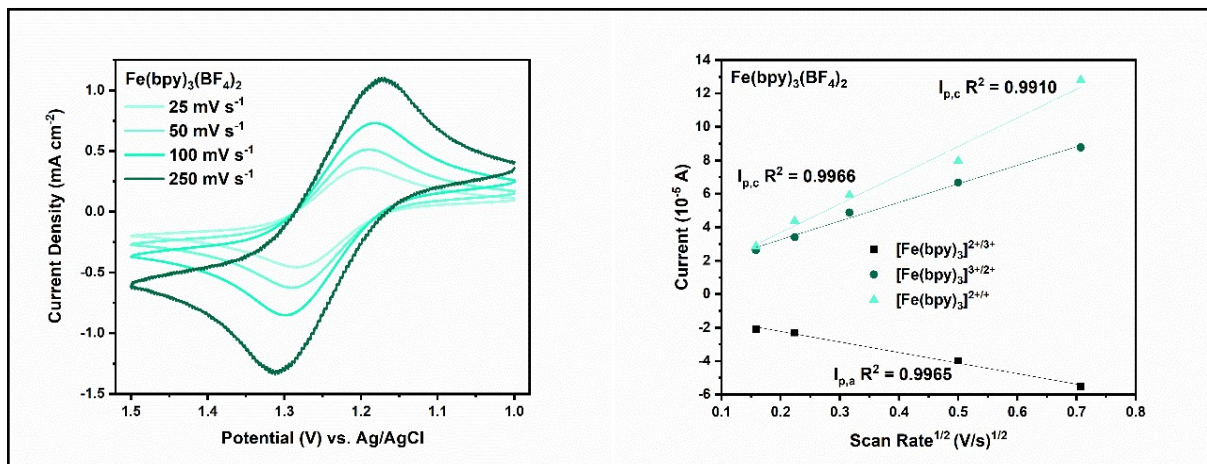 Fe(bpy)₃(BF₄)₂
25 mV s⁻¹
50 mV s⁻¹
100 mV s⁻¹
250 mV s⁻¹
1.0
0.5
0.0
-0.5
-1.0
-1.5
Current Density (mA cm⁻²)
1.5 1.4 1.3 1.2 1.1 1.0
Potential (V) vs. Ag/AgCl
Fe(bpy)₃(BF₄)₂
I_p,c R² = 0.9910
I_p,c R² = 0.9966
[Fe(bpy)₃]²⁺/³⁺
[Fe(bpy)₃]³⁺/²⁺
[Fe(bpy)₃]²⁺/⁺
I_p,a R² = 0.9965
14
12
10
8
6
4
2
0
-2
-4
-6
Current (10⁻⁵ A)
0.1 0.2 0.3 0.4 0.5 0.6 0.7 0.8
Scan Rate¹/² (V/s)¹/²